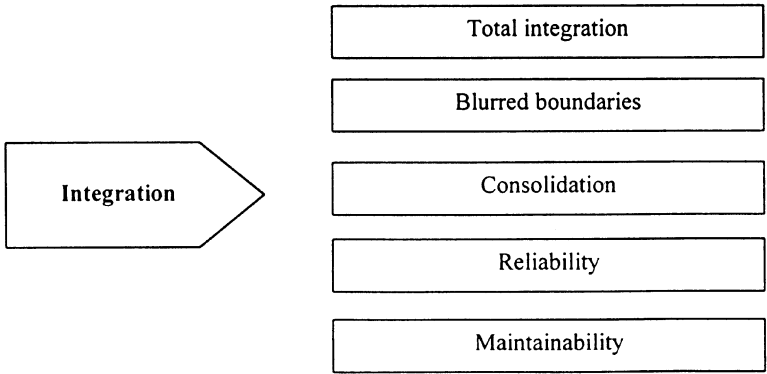 Total integration
Blurred boundaries
Integration
Consolidation
Reliability
Maintainability